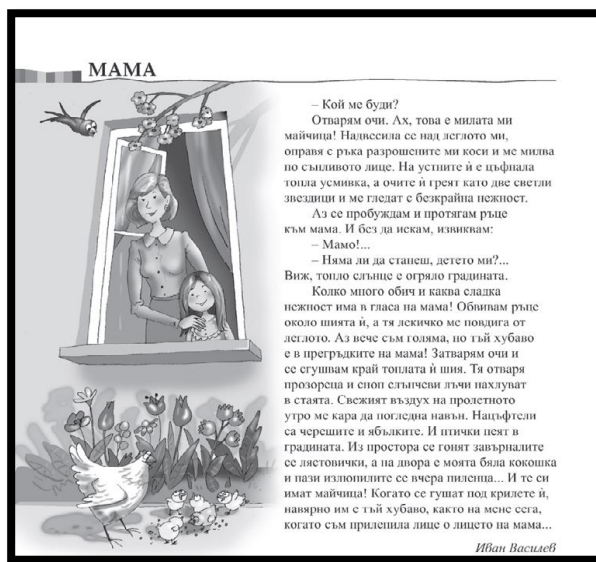 МАМА
– Кой ме буди?
Отварям очи. Ах, това е милата ми
майчица! Надвесила се над леглото ми,
оправя с ръка разрошените ми коси и ме милва
по сънливото лице. На устните ѝ е цъфнала
топла усмивка, а очите ѝ греят като две светли
звездици и ме гледат с безкрайна нежност.
Аз се пробуждам и протягам ръце
към мама. И без да искам, извиквам:
– Мамо!...
– Няма ли да станеш, детето ми?...
Виж, топло слънце е огряло градината.
Колко много обич и каква сладка
нежност има в гласа на мама! Обвивам ръце
около шията ѝ, а тя лекичко ме повдига от
леглото. Аз вече съм голяма, но тъй хубаво
е в прегръдките на мама! Затварям очи и
се сгушвам край топлата ѝ шия. Тя отваря
прозореца и сноп слънчеви лъчи нахлуват
в стаята. Свежият въздух на пролетното
утро ме кара да погледна навън. Нацъфтели
са черешите и ябълките. И птички пеят в
градината. Из простора се гонят завърналите
се лястовички, а на двора е моята бяла кокошка
и пази излюпилите се вчера пиленца... И те си
имат майчица! Когато се гушат под крилете ѝ,
навярно им е тъй хубаво, както на мене сега,
когато съм прилепила лице о лицето на мама...
Иван Василев